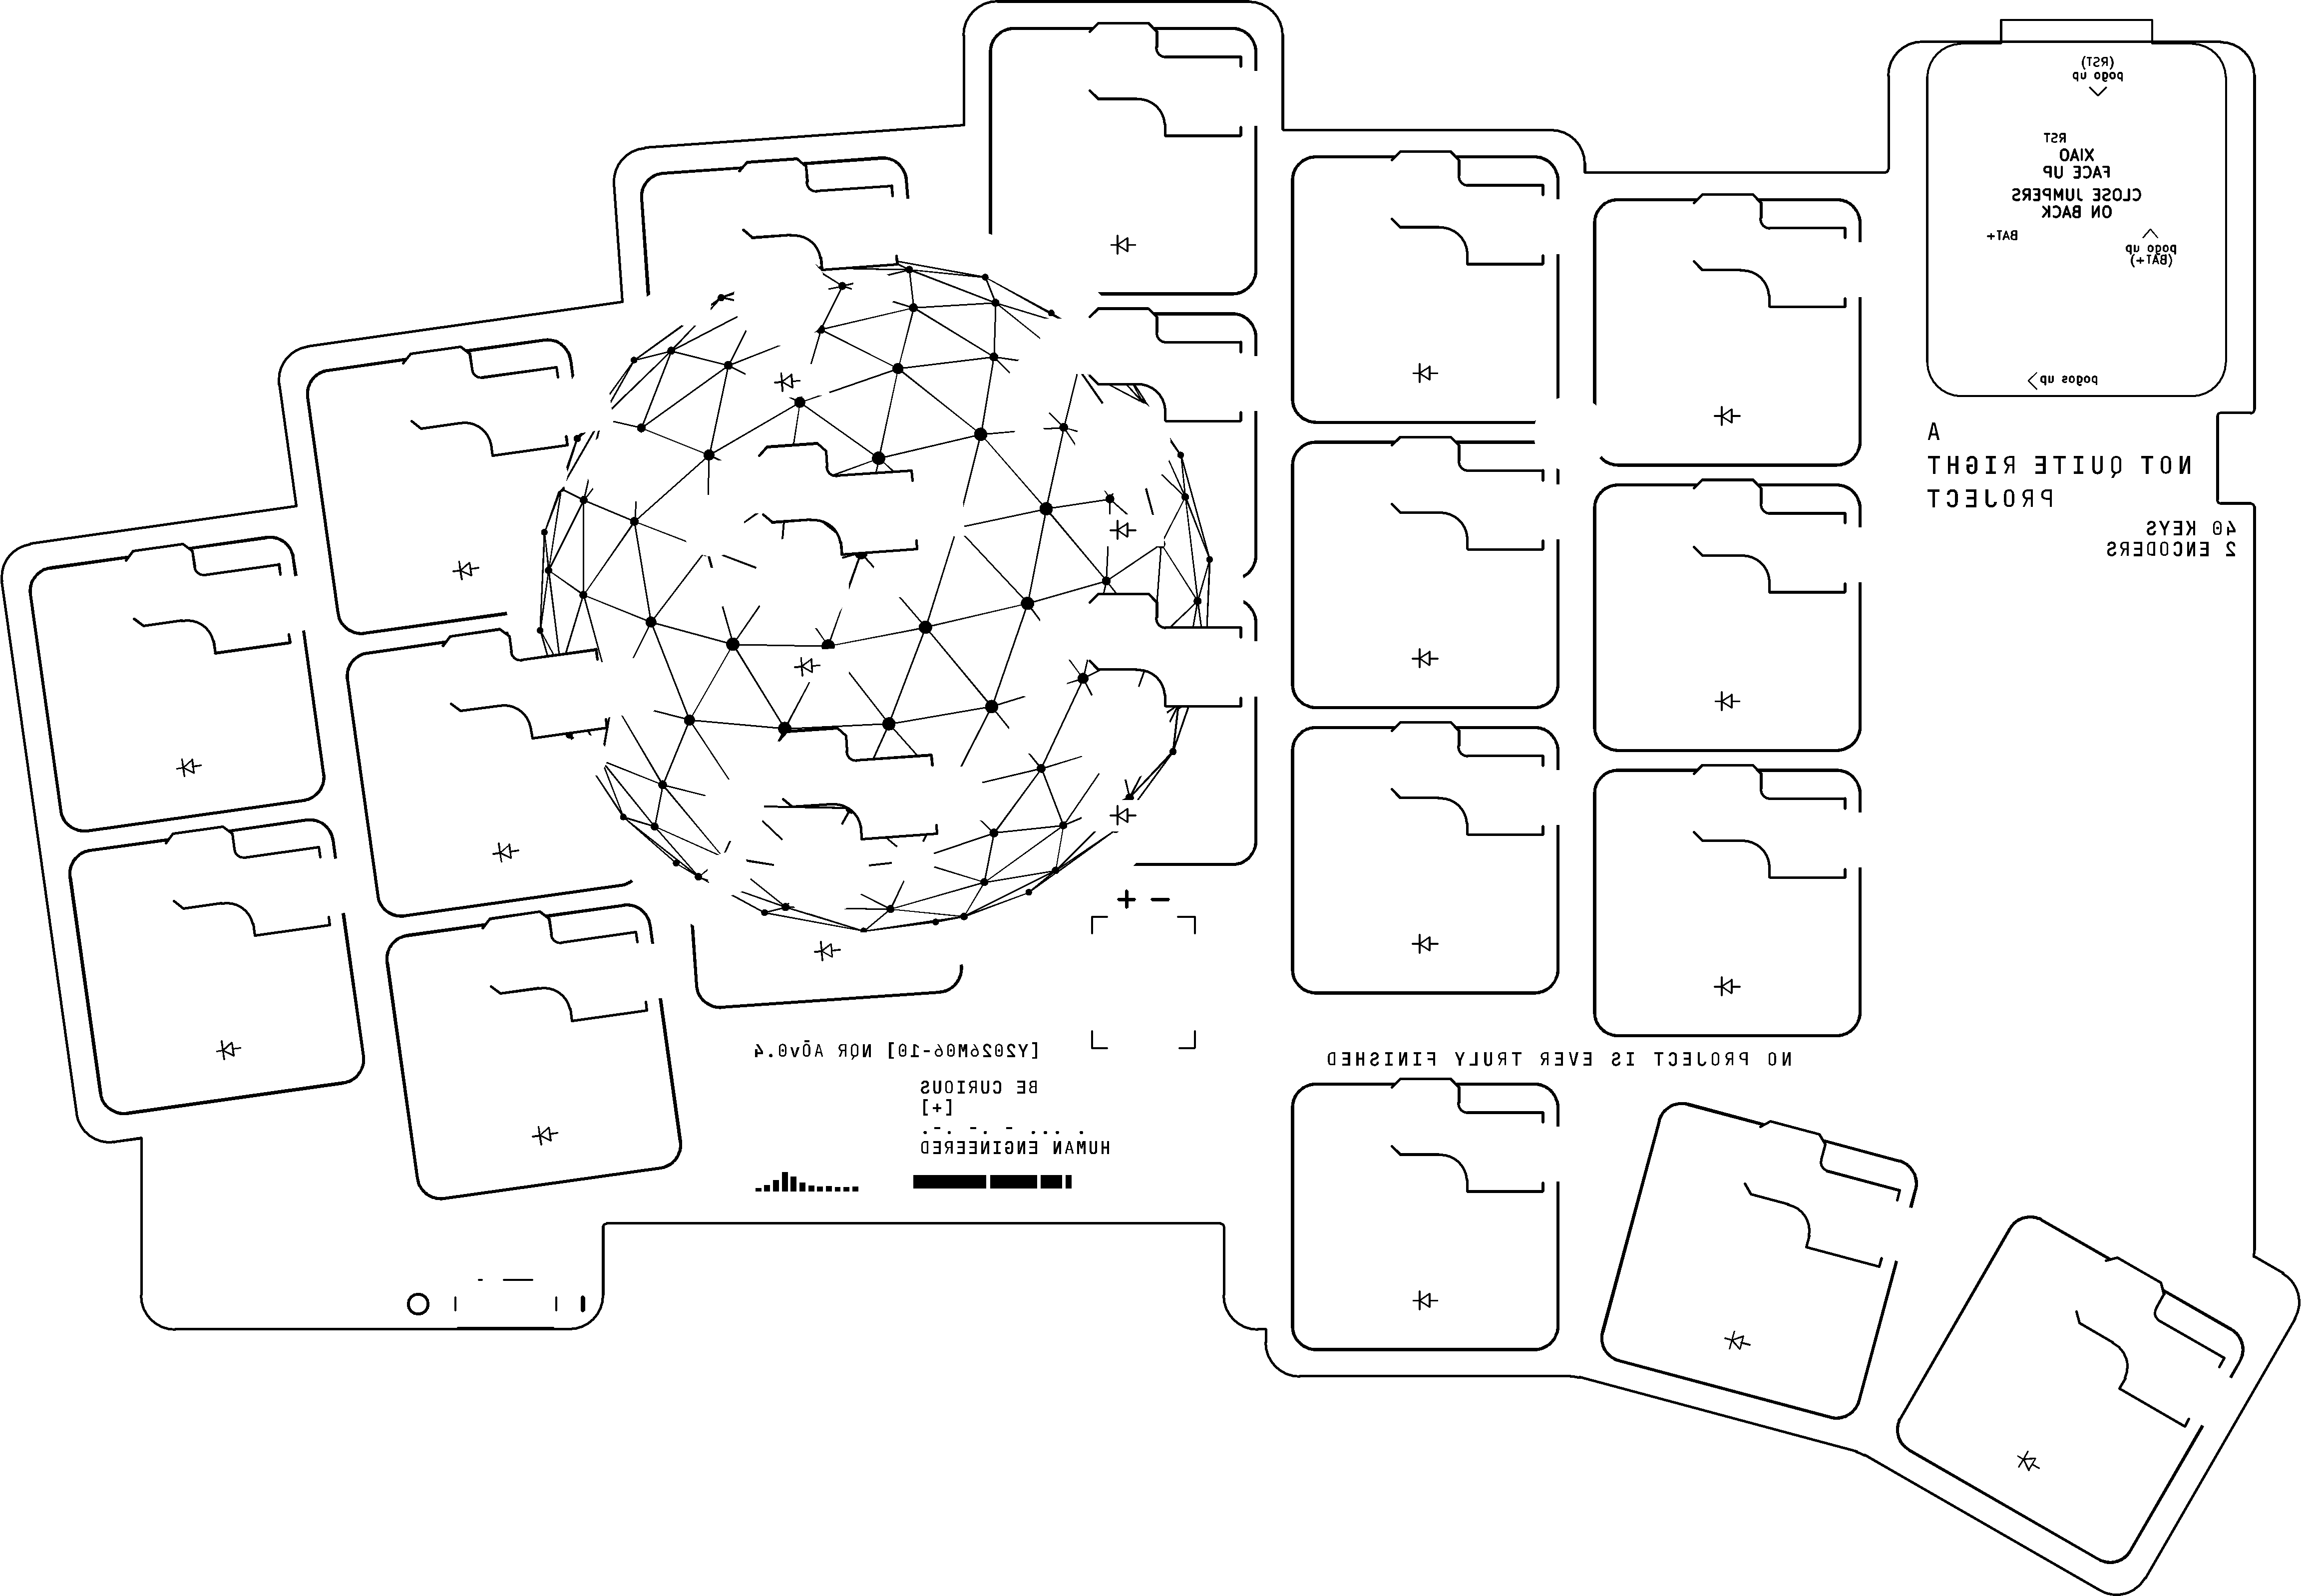 (RST)
pogo up
RST
XIAO
FACE UP
CLOSE JUMPERS
ON BACK
BAT+
pogo up
(BAT+)
pogos up
A
NOT QUITE RIGHT
PROJECT
40 KEYS
2 ENCODERS
+ -
[Y2026M06-10] NQR AŌv0.4
NO PROJECT IS EVER TRULY FINISHED
BE CURIOUS
[+]
. ... - .- .-.
HUMAN ENGINEERED